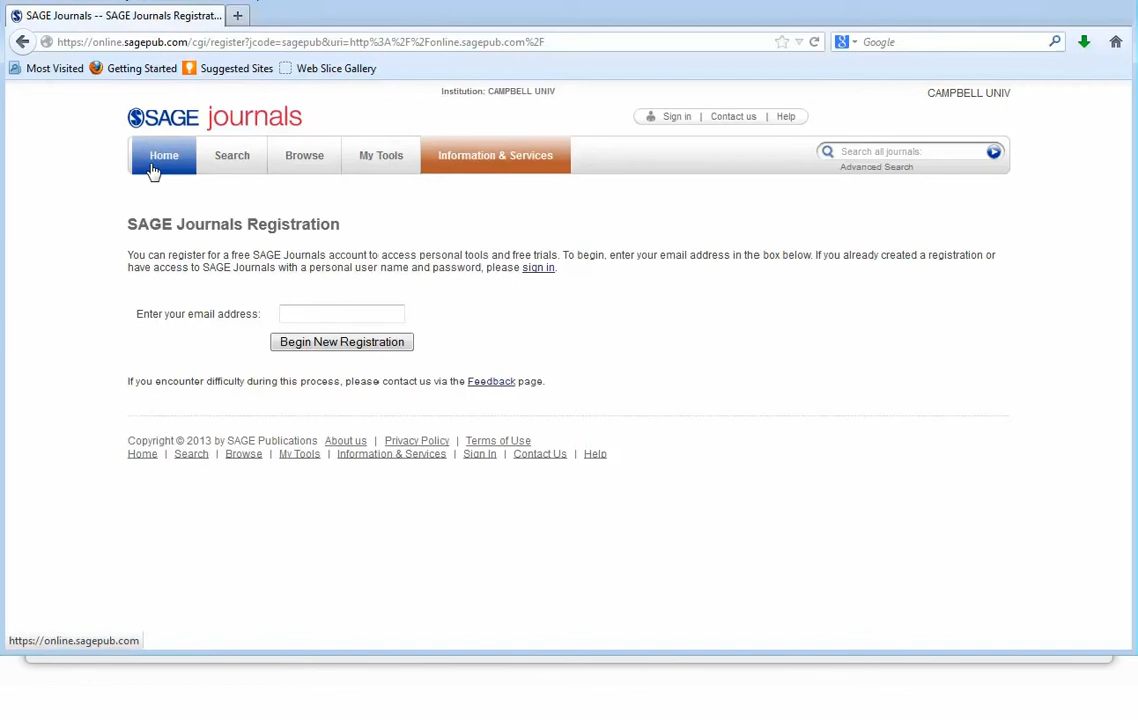 SAGE Journals -- SAGE Journals Registrat...
https://online.sagepub.com/cgi/register?jcode=sagepub&uri=http%3A%2F%2Fonline.sagepub.com%2F
Google
Most Visited Getting Started Suggested Sites Web Slice Gallery
Institution: CAMPBELL UNIV
CAMPBELL UNIV
SSAGE journals
Sign in | Contact us | Help
Home Search Browse My Tools Information & Services
Search all journals:
Advanced Search
SAGE Journals Registration
You can register for a free SAGE Journals account to access personal tools and free trials. To begin, enter your email address in the box below. If you already created a registration or
have access to SAGE Journals with a personal user name and password, please sign in.
Enter your email address:
Begin New Registration
If you encounter difficulty during this process, please contact us via the Feedback page.
Copyright © 2013 by SAGE Publications About us | Privacy Policy | Terms of Use
Home | Search | Browse | My Tools | Information & Services | Sign In | Contact Us | Help
https://online.sagepub.com